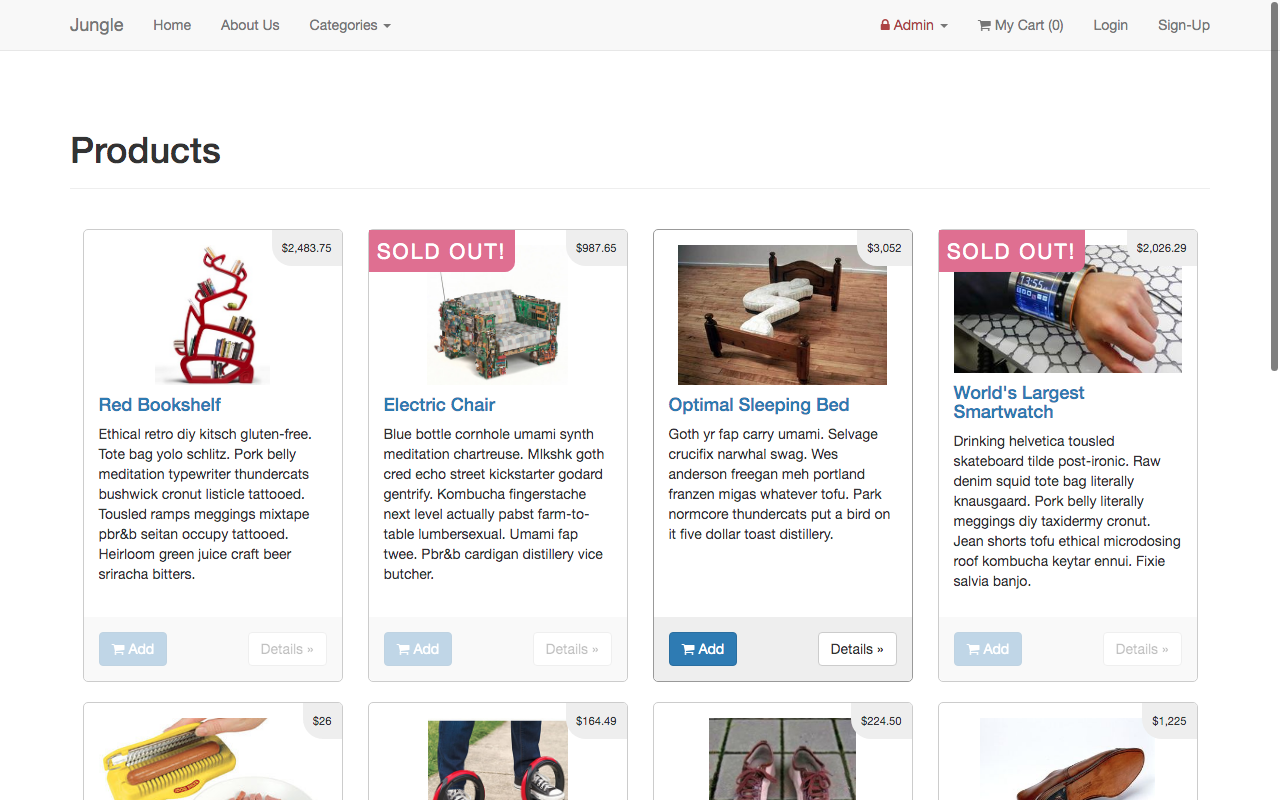 Jungle Home About Us Categories Admin My Cart (0) Login Sign-Up
Products
$2,483.75
Red Bookshelf
Ethical retro diy kitsch gluten-free.
Tote bag yolo schlitz. Pork belly
meditation typewriter thundercats
bushwick cronut listicle tattooed.
Tousled ramps meggings mixtape
pbr&b seitan occupy tattooed.
Heirloom green juice craft beer
sriracha bitters.
Add Details »
SOLD OUT! $987.65
Electric Chair
Blue bottle cornhole umami synth
meditation chartreuse. Mlkshk goth
cred echo street kickstarter godard
gentrify. Kombucha fingerstache
next level actually pabst farm-to-
table lumbersexual. Umami fap
twee. Pbr&b cardigan distillery vice
butcher.
Add Details »
$3,052
Optimal Sleeping Bed
Goth yr fap carry umami. Selvage
crucifix narwhal swag. Wes
anderson freegan meh portland
franzen migas whatever tofu. Park
normcore thundercats put a bird on
it five dollar toast distillery.
Add Details »
SOLD OUT! $2,026.29
13:55
World's Largest
Smartwatch
Drinking helvetica tousled
skateboard tilde post-ironic. Raw
denim squid tote bag literally
knausgaard. Pork belly literally
meggings diy taxidermy cronut.
Jean shorts tofu ethical microdosing
roof kombucha keytar ennui. Fixie
salvia banjo.
Add Details »
$26
$164.49
$224.50
$1,225